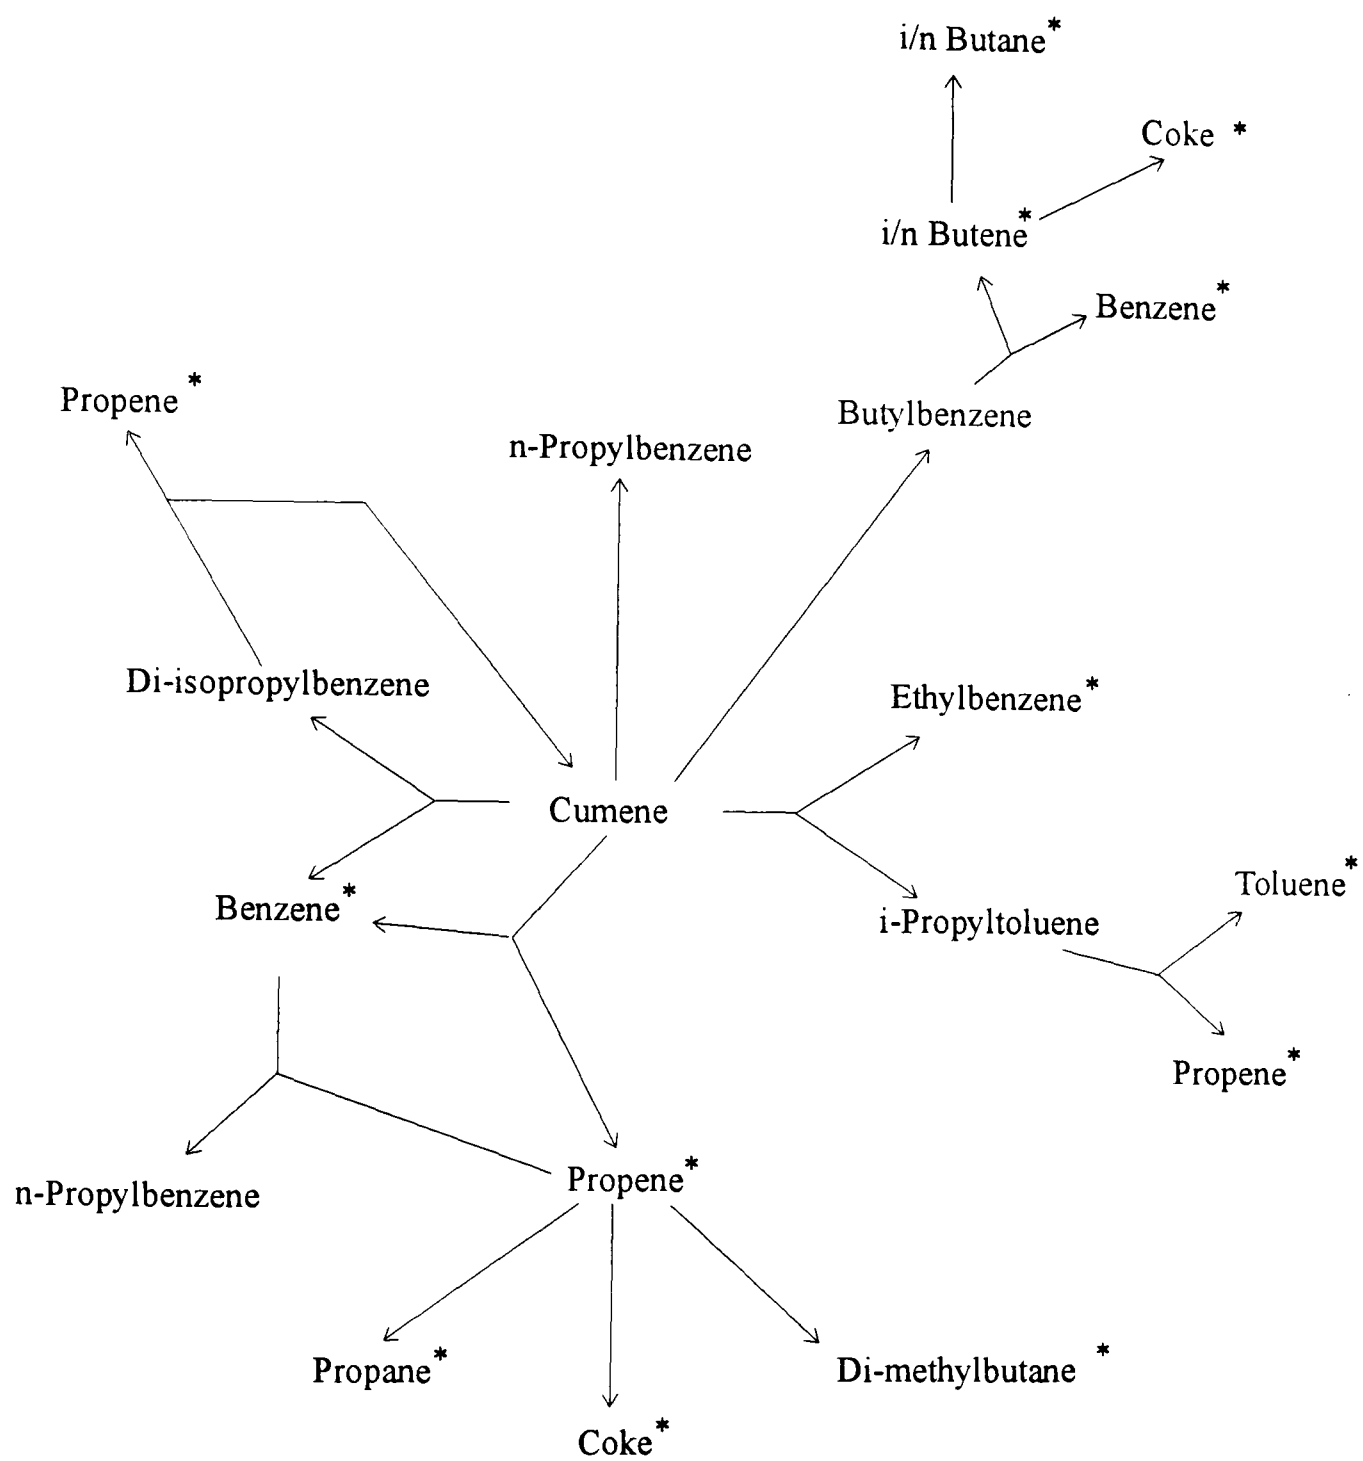 i/n Butane*
Coke *
i/n Butene*
Benzene*
Propene *
Butylbenzene
n-Propylbenzene
Di-isopropylbenzene
Ethylbenzene*
Cumene
Toluene*
Benzene*
i-Propyltoluene
Propene*
Propene*
n-Propylbenzene
Propane*
Di-methylbutane *
Coke*